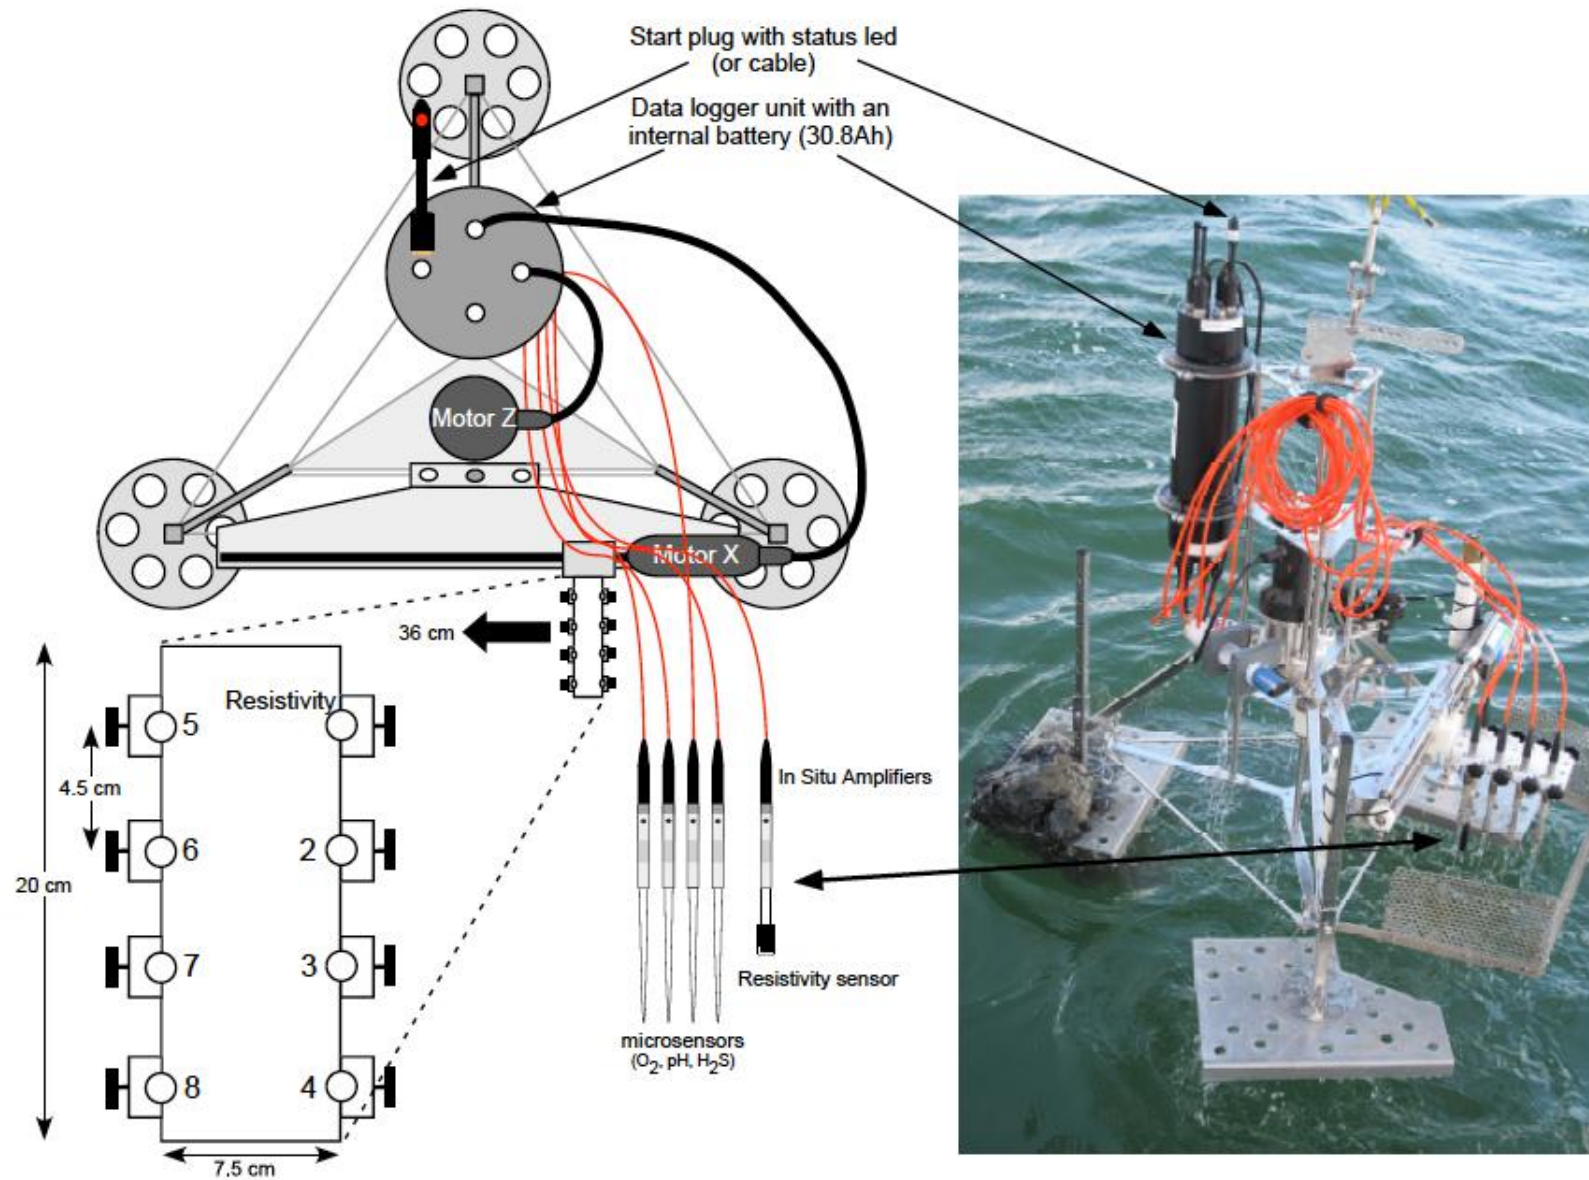 Start plug with status led
(or cable)
Data logger unit with an
internal battery (30.8Ah)
Motor Z
Motor X
36 cm
Resistivity
5
4.5 cm
6
2
20 cm
7
3
8
4
7.5 cm
In Situ Amplifiers
Resistivity sensor
microsensors
(O2, pH, H2S)